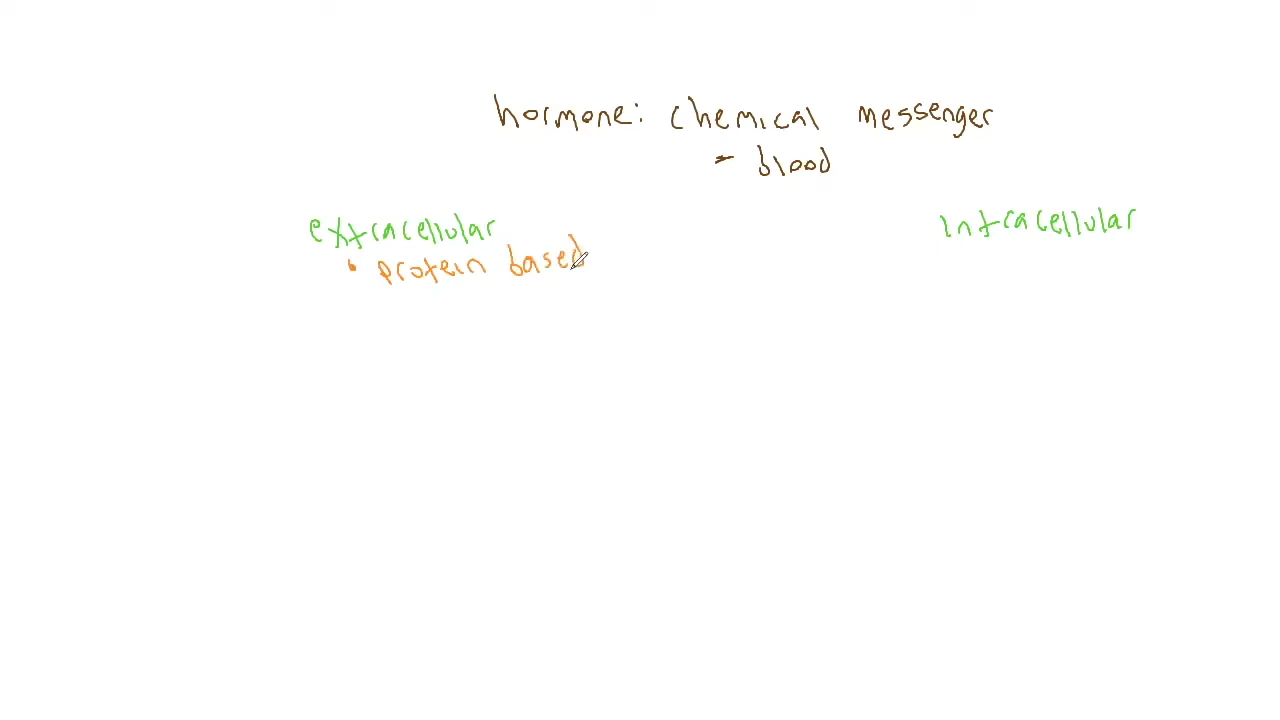 hormone: chemical messenger
- blood
extracellular
intracellular
• protein based